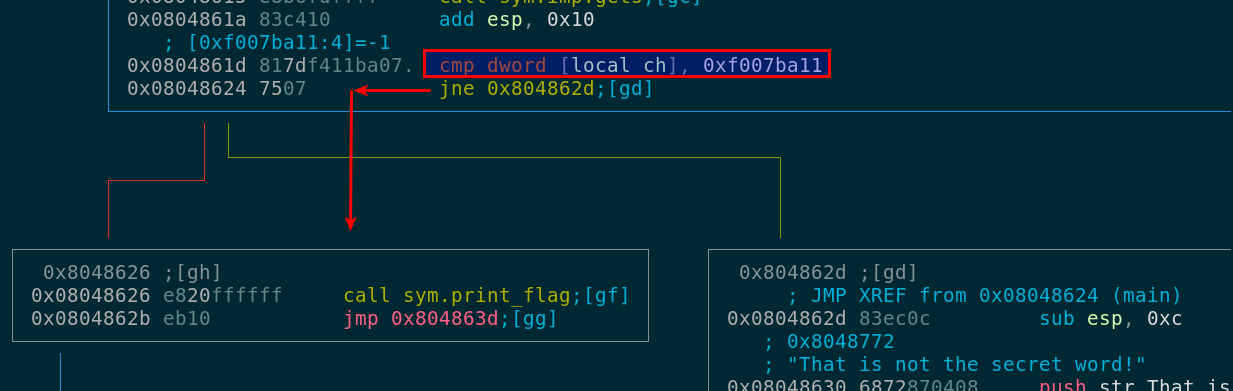 call sym.imp.gets;[ge]
0x0804861a 83c410 add esp, 0x10
; [0xf007ba11:4]=-1
0x0804861d 817df411ba07. cmp dword [local_ch], 0xf007ba11
0x08048624 7507 jne 0x804862d;[gd]
0x8048626 ;[gh]
0x08048626 e820ffffff call sym.print_flag;[gf]
0x0804862b eb10 jmp 0x804863d;[gg]
0x804862d ;[gd]
; JMP XREF from 0x08048624 (main)
0x0804862d 83ec0c sub esp, 0xc
; 0x8048772
; "That is not the secret word!"
0x08048630 6872870408 push str.That_is